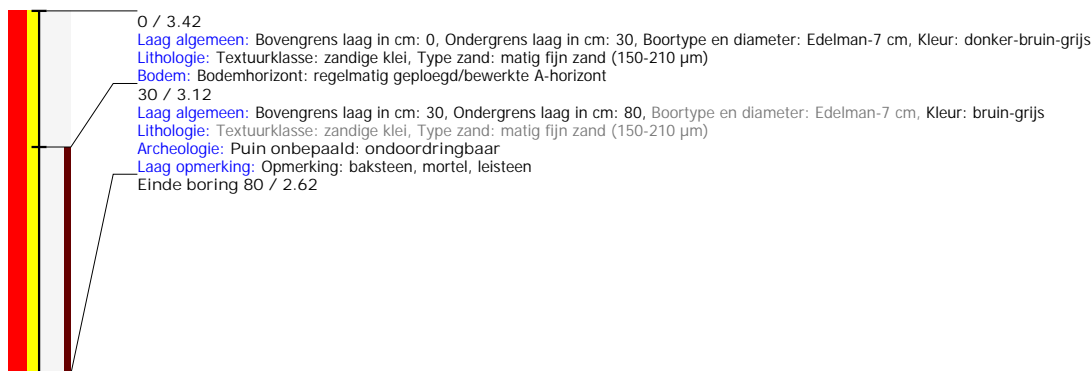 0 / 3.42
Laag algemeen: Bovengrens laag in cm: 0, Ondergrens laag in cm: 30, Boortype en diameter: Edelman-7 cm, Kleur: donker-bruin-grijs
Lithologie: Textuurklasse: zandige klei, Type zand: matig fijn zand (150-210 µm)
Bodem: Bodemhorizont: regelmatig geploegd/bewerkte A-horizont
30 / 3.12
Laag algemeen: Bovengrens laag in cm: 30, Ondergrens laag in cm: 80, Boortype en diameter: Edelman-7 cm, Kleur: bruin-grijs
Lithologie: Textuurklasse: zandige klei, Type zand: matig fijn zand (150-210 µm)
Archeologie: Puin onbepaald: ondoordringbaar
Laag opmerking: Opmerking: baksteen, mortel, leisteen
Einde boring 80 / 2.62